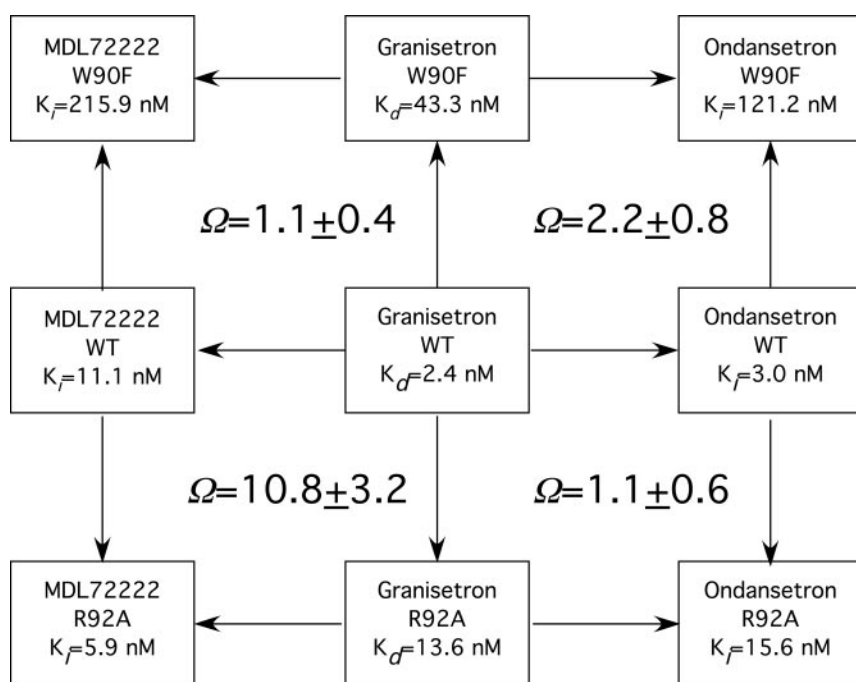 MDL72222
W90F
Ki=215.9 nM
Granisetron
W90F
Kd=43.3 nM
Ondansetron
W90F
Ki=121.2 nM
Ω=1.1±0.4
Ω=2.2±0.8
MDL72222
WT
Ki=11.1 nM
Granisetron
WT
Kd=2.4 nM
Ondansetron
WT
Ki=3.0 nM
Ω=10.8±3.2
Ω=1.1±0.6
MDL72222
R92A
Ki=5.9 nM
Granisetron
R92A
Kd=13.6 nM
Ondansetron
R92A
Ki=15.6 nM